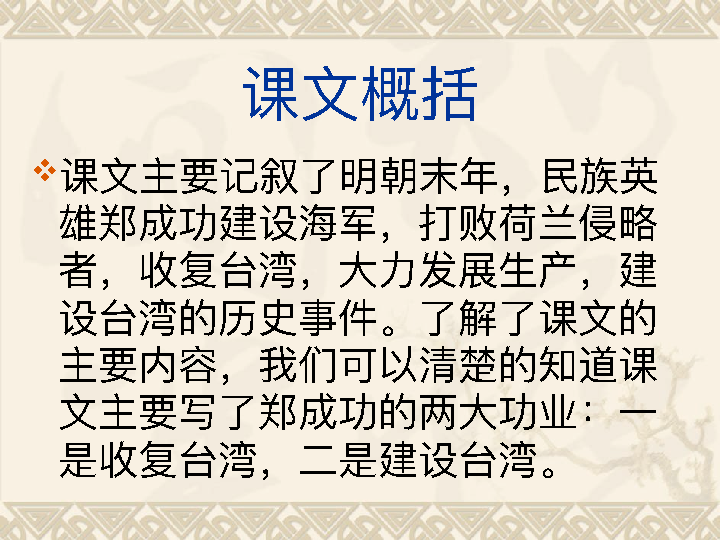 课文概括
课文主要记叙了明朝末年，民族英
雄郑成功建设海军，打败荷兰侵略
者，收复台湾，大力发展生产，建
设台湾的历史事件。了解了课文的
主要内容，我们可以清楚的知道课
文主要写了郑成功的两大功业：一
是收复台湾，二是建设台湾。